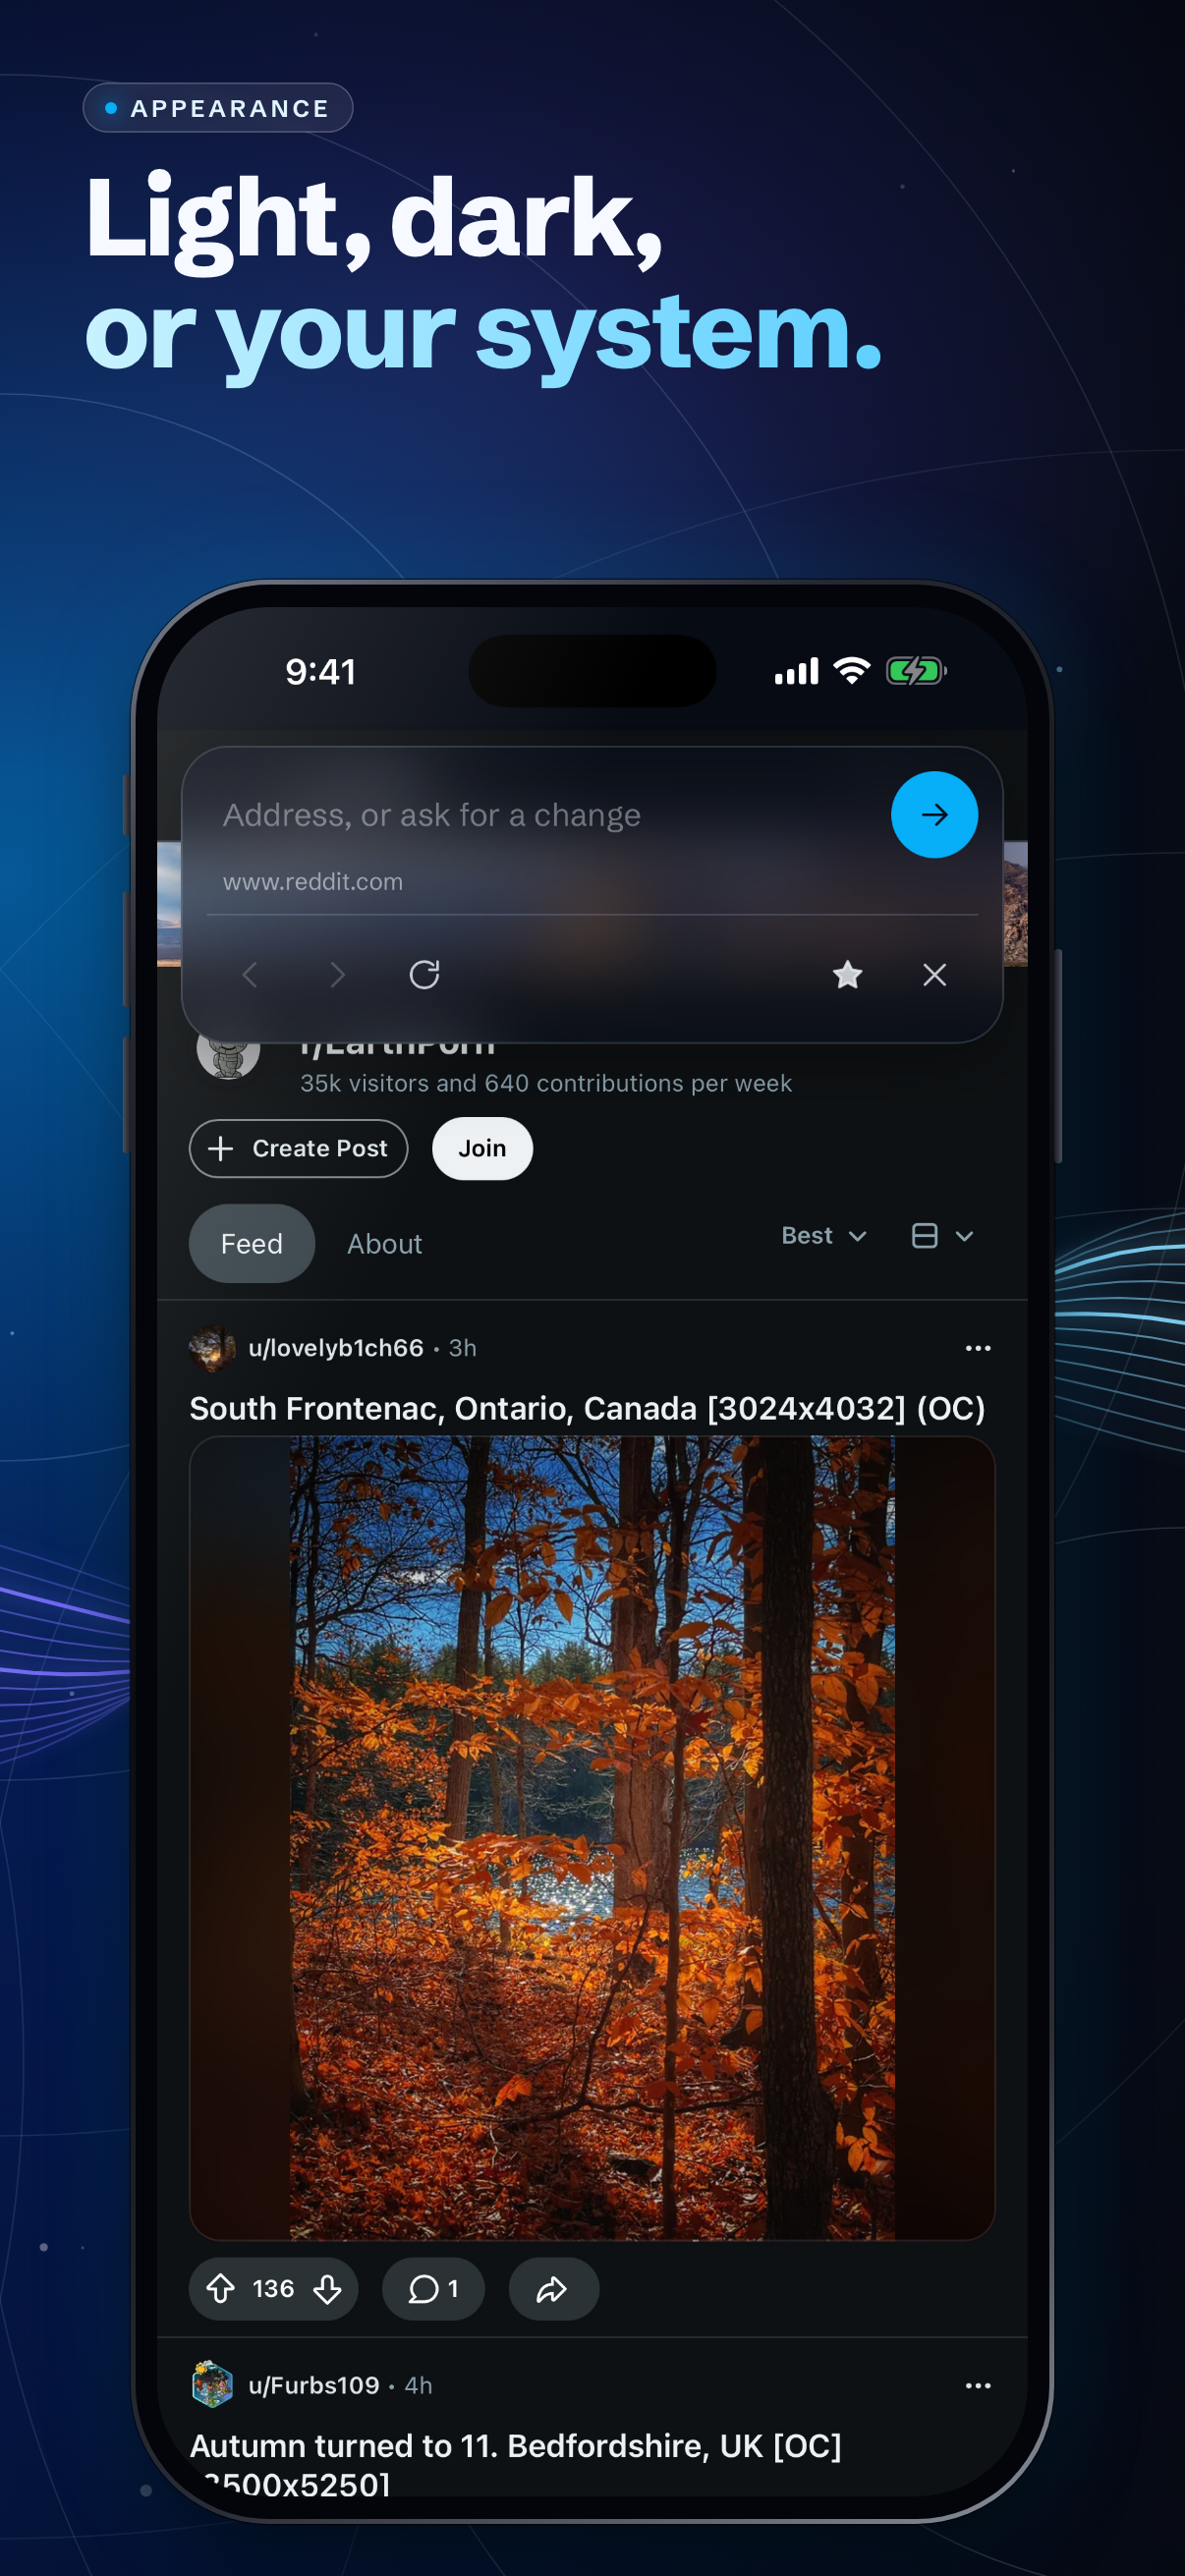 APPEARANCE
Light, dark,
or your system.
9:41
Address, or ask for a change
www.reddit.com
r/EarthPorn
35k visitors and 640 contributions per week
Create Post
Join
Feed
About
Best
u/lovelyb1ch66 • 3h
South Frontenac, Ontario, Canada [3024x4032] (OC)
136
1
u/Furbs109 • 4h
Autumn turned to 11. Bedfordshire, UK [OC]
3500x5250]